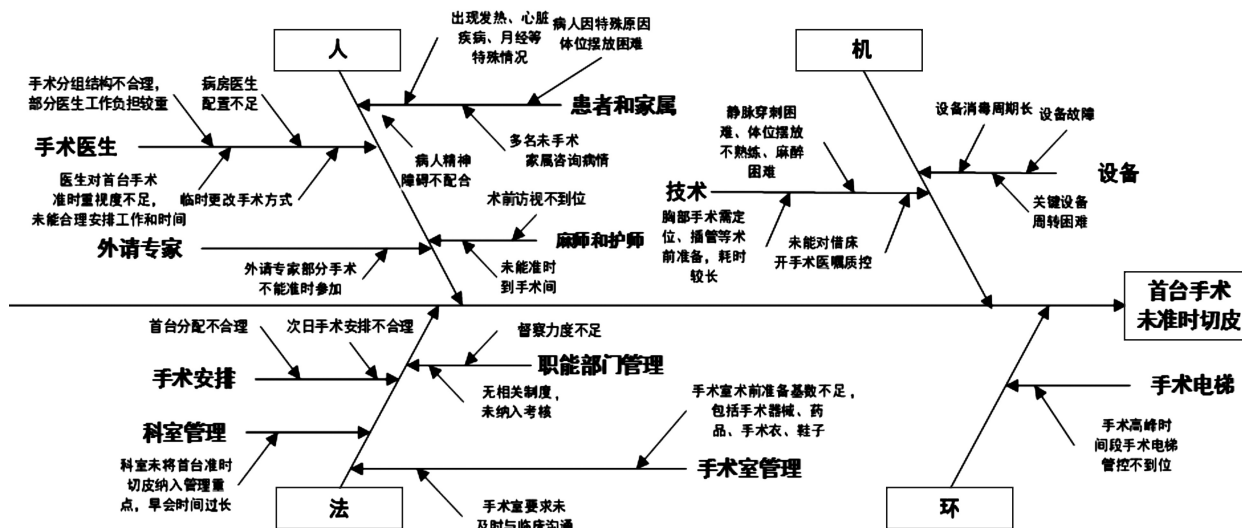 人
出现发热、心脏
疾病、月经等
特殊情况
病人因特殊原因
体位摆放困难
机
手术分组结构不合理，
部分医生工作负担较重
病房医生
配置不足
患者和家属
手术医生
多名未手术
家属咨询病情
病人精神
障碍不配合
医生对首台手术
准时重视度不足，
未能合理安排工作和时间
临时更改手术方式
术前访视不到位
外请专家
麻师和护师
外请专家部分手术
不能准时参加
未能准时
到手术间
静脉穿刺困
难、体位摆放
不熟练、麻醉
困难
设备消毒周期长
设备故障
设备
技术
关键设备
周转困难
胸部手术需定
位、插管等术
前准备，耗时
较长
未能对借床
开手术医嘱质控
首台手术
未准时切皮
首台分配不合理
次日手术安排不合理
督察力度不足
职能部门管理
手术安排
无相关制度，
未纳入考核
手术室术前准备基数不足，
包括手术器械、药
品、手术衣、鞋子
手术电梯
科室管理
手术高峰时
间段手术电梯
管控不到位
科室未将首台准时
切皮纳入管理重
点，早会时间过长
手术室管理
手术室要求未
及时与临床沟通
法
环